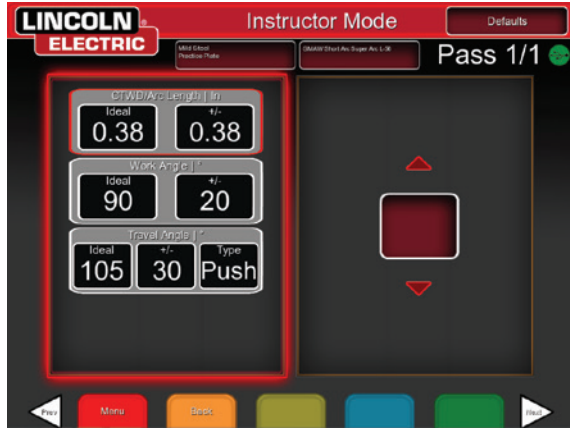 LINCOLN®
ELECTRIC
Instructor Mode
Defaults
Mild Steel
Practice Plate
GMAW Short Arc Super Arc L-56
Pass 1/1
CTWD/Arc Length | In
Ideal +/-
0.38 0.38
Work Angle | °
Ideal +/-
90 20
Travel Angle | °
Ideal +/- Type
105 30 Push
Prev Menu Back Next